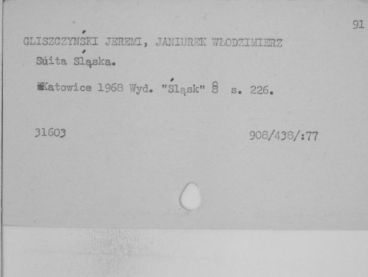 91
GLISZCZYŃSKI JEREMI, JANIUREK WŁODZIMIERZ
Suita Śląska.
Katowice 1968 Wyd. "Śląsk" 8 s. 226.
31603 908/438/:77